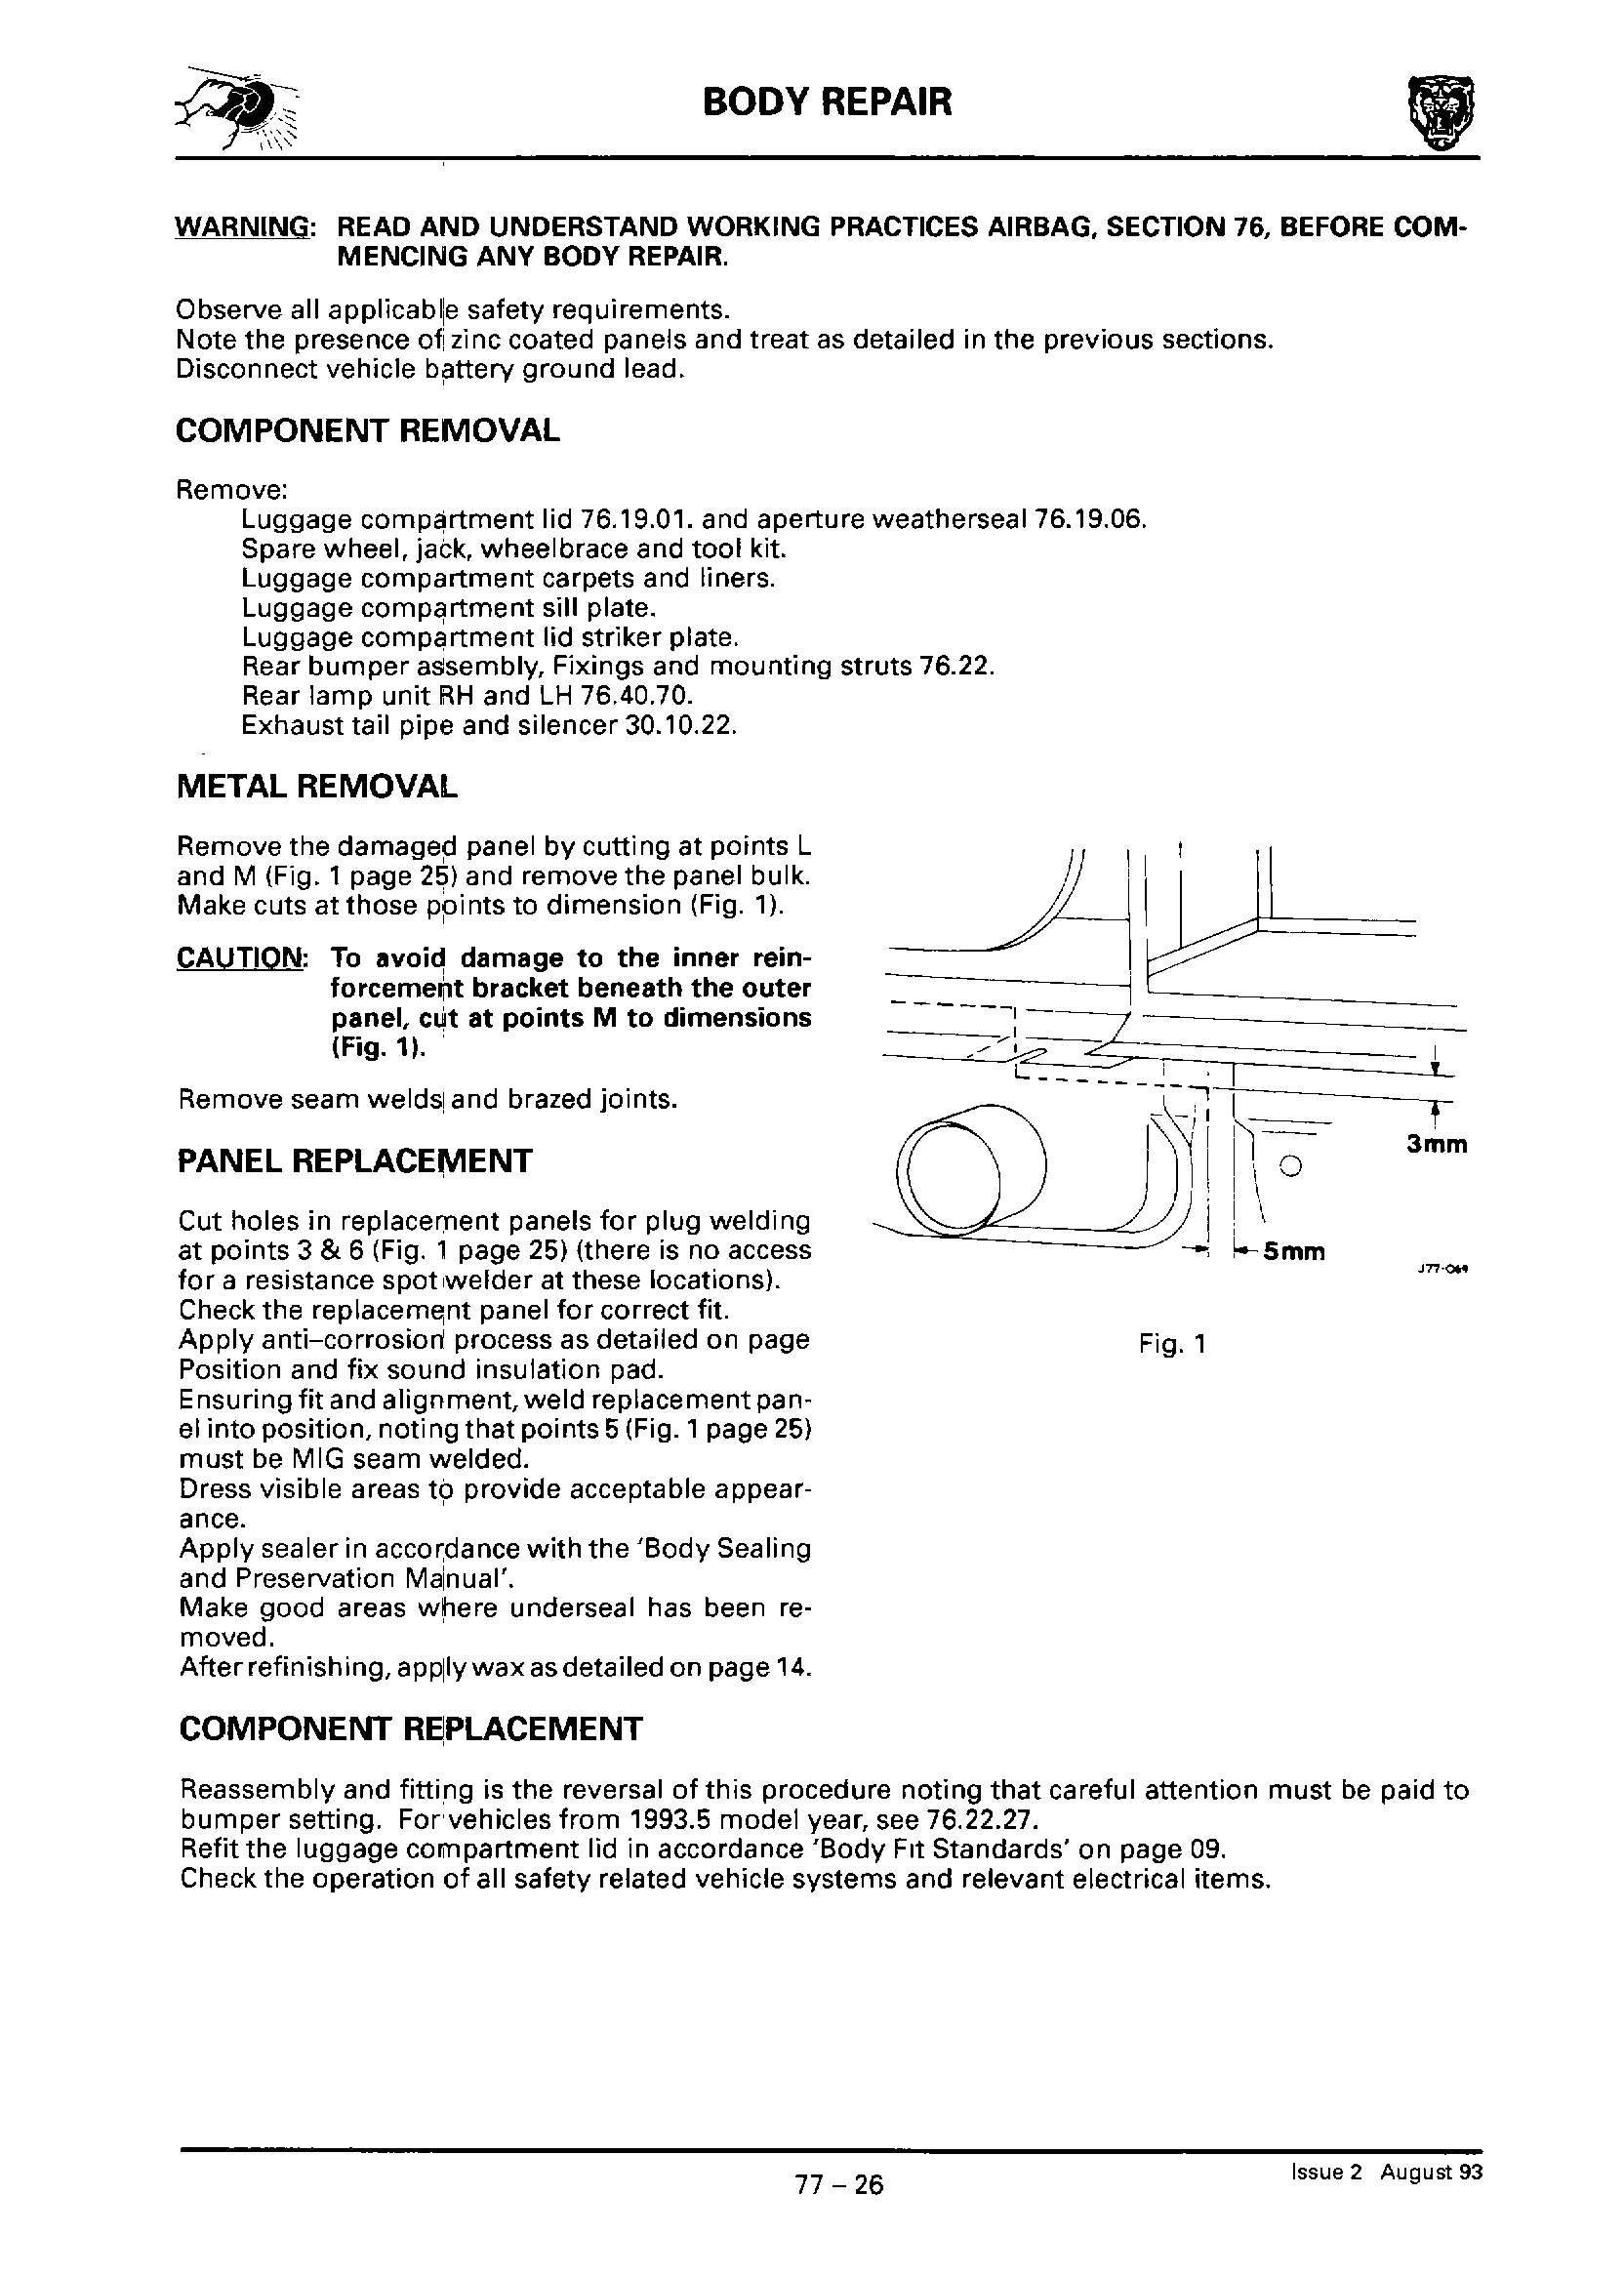 BODY REPAIR
WARNING: READ AND UNDERSTAND WORKING PRACTICES AIRBAG, SECTION 76, BEFORE COM-
MENCING ANY BODY REPAIR.
Observe all applicable safety requirements.
Note the presence of zinc coated panels and treat as detailed in the previous sections.
Disconnect vehicle battery ground lead.
COMPONENT REMOVAL
Remove:
Luggage compartment lid 76.19.01. and aperture weatherseal 76.19.06.
Spare wheel, jack, wheelbrace and tool kit.
Luggage compartment carpets and liners.
Luggage compartment sill plate.
Luggage compartment lid striker plate.
Rear bumper assembly, Fixings and mounting struts 76.22.
Rear lamp unit RH and LH 76.40.70.
Exhaust tail pipe and silencer 30.10.22.
METAL REMOVAL
Remove the damaged panel by cutting at points L
and M (Fig. 1 page 25) and remove the panel bulk.
Make cuts at those points to dimension (Fig. 1).
CAUTION: To avoid damage to the inner rein-
forcement bracket beneath the outer
panel, cut at points M to dimensions
(Fig. 1).
Remove seam welds and brazed joints.
PANEL REPLACEMENT
Cut holes in replacement panels for plug welding
at points 3 & 6 (Fig. 1 page 25) (there is no access
for a resistance spot welder at these locations).
Check the replacement panel for correct fit.
Apply anti-corrosion process as detailed on page
Position and fix sound insulation pad.
Ensuring fit and alignment, weld replacement pan-
el into position, noting that points 5 (Fig. 1 page 25)
must be MIG seam welded.
Dress visible areas to provide acceptable appear-
ance.
Apply sealer in accordance with the 'Body Sealing
and Preservation Manual'.
Make good areas where underseal has been re-
moved.
After refinishing, apply wax as detailed on page 14.
3mm
5mm
J77-069
Fig. 1
COMPONENT REPLACEMENT
Reassembly and fitting is the reversal of this procedure noting that careful attention must be paid to
bumper setting. For vehicles from 1993.5 model year, see 76.22.27.
Refit the luggage compartment lid in accordance 'Body Fit Standards' on page 09.
Check the operation of all safety related vehicle systems and relevant electrical items.
77 – 26
Issue 2 August 93